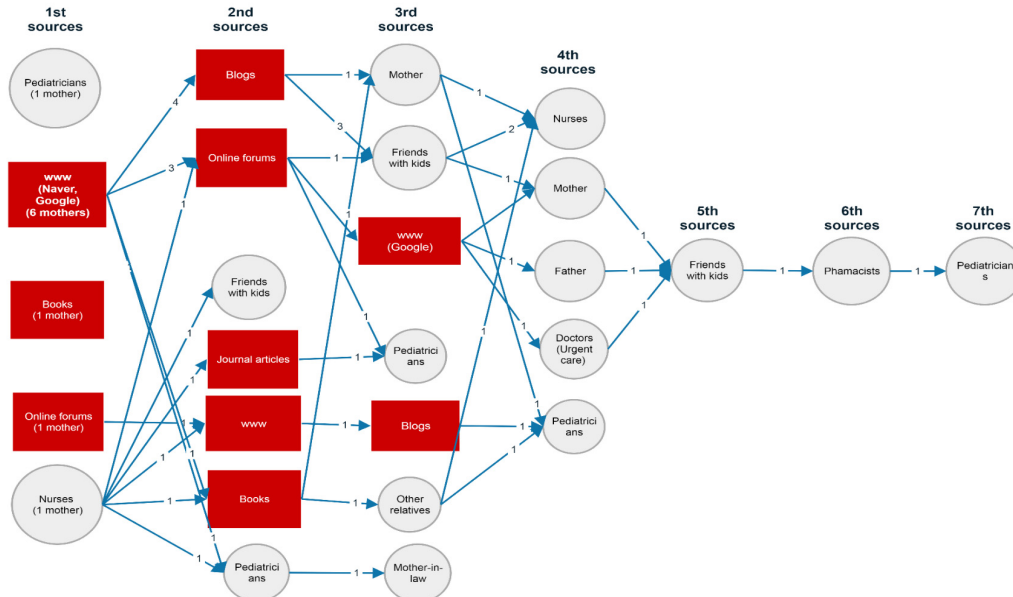 1st
sources
2nd
sources
3rd
sources
4th
sources
5th
sources
6th
sources
7th
sources
Pediatricians
(1 mother)
www
(Naver,
Google)
(6 mothers)
Books
(1 mother)
Online forums
(1 mother)
Nurses
(1 mother)
Blogs
Online forums
Friends
with kids
Journal articles
www
Books
Pediatrici
ans
Mother
Friends
with kids
www
(Google)
Pediatrici
ans
Blogs
Other
relatives
Mother-in-
law
Nurses
Mother
Father
Doctors
(Urgent
care)
Pediatrici
ans
Friends
with kids
Phamacists
Pediatrician
s
4
3
1
1
1
1
1
1
1
1
1
1
3
1
1
1
1
1
1
1
1
2
1
1
1
1
1
1
1
1
1
1
1
1
1